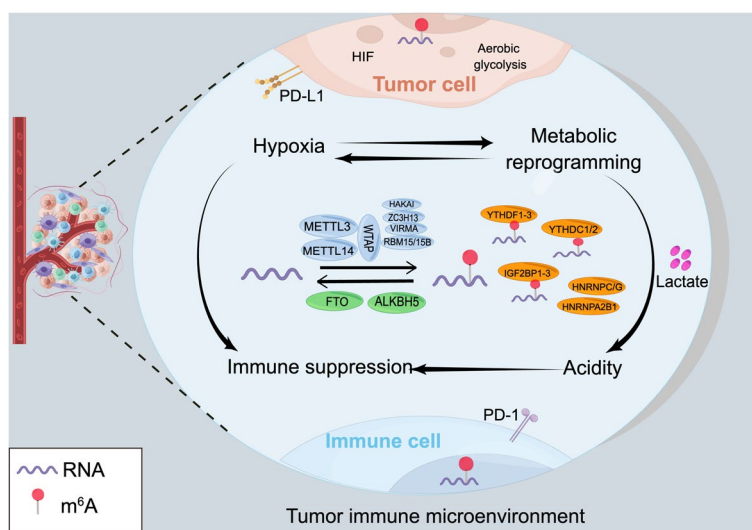 HIF
Aerobic
glycolysis
Tumor cell
PD-L1
Hypoxia
Metabolic
reprogramming
METTL3
METTL14
WTAP
HAKAI
ZC3H13
VIRMA
RBM15/15B
YTHDF1-3
YTHDC1/2
IGF2BP1-3
HNRNPC/G
HNRNPA2B1
Lactate
FTO
ALKBH5
Immune suppression
Acidity
PD-1
Immune cell
RNA
m⁶A
Tumor immune microenvironment